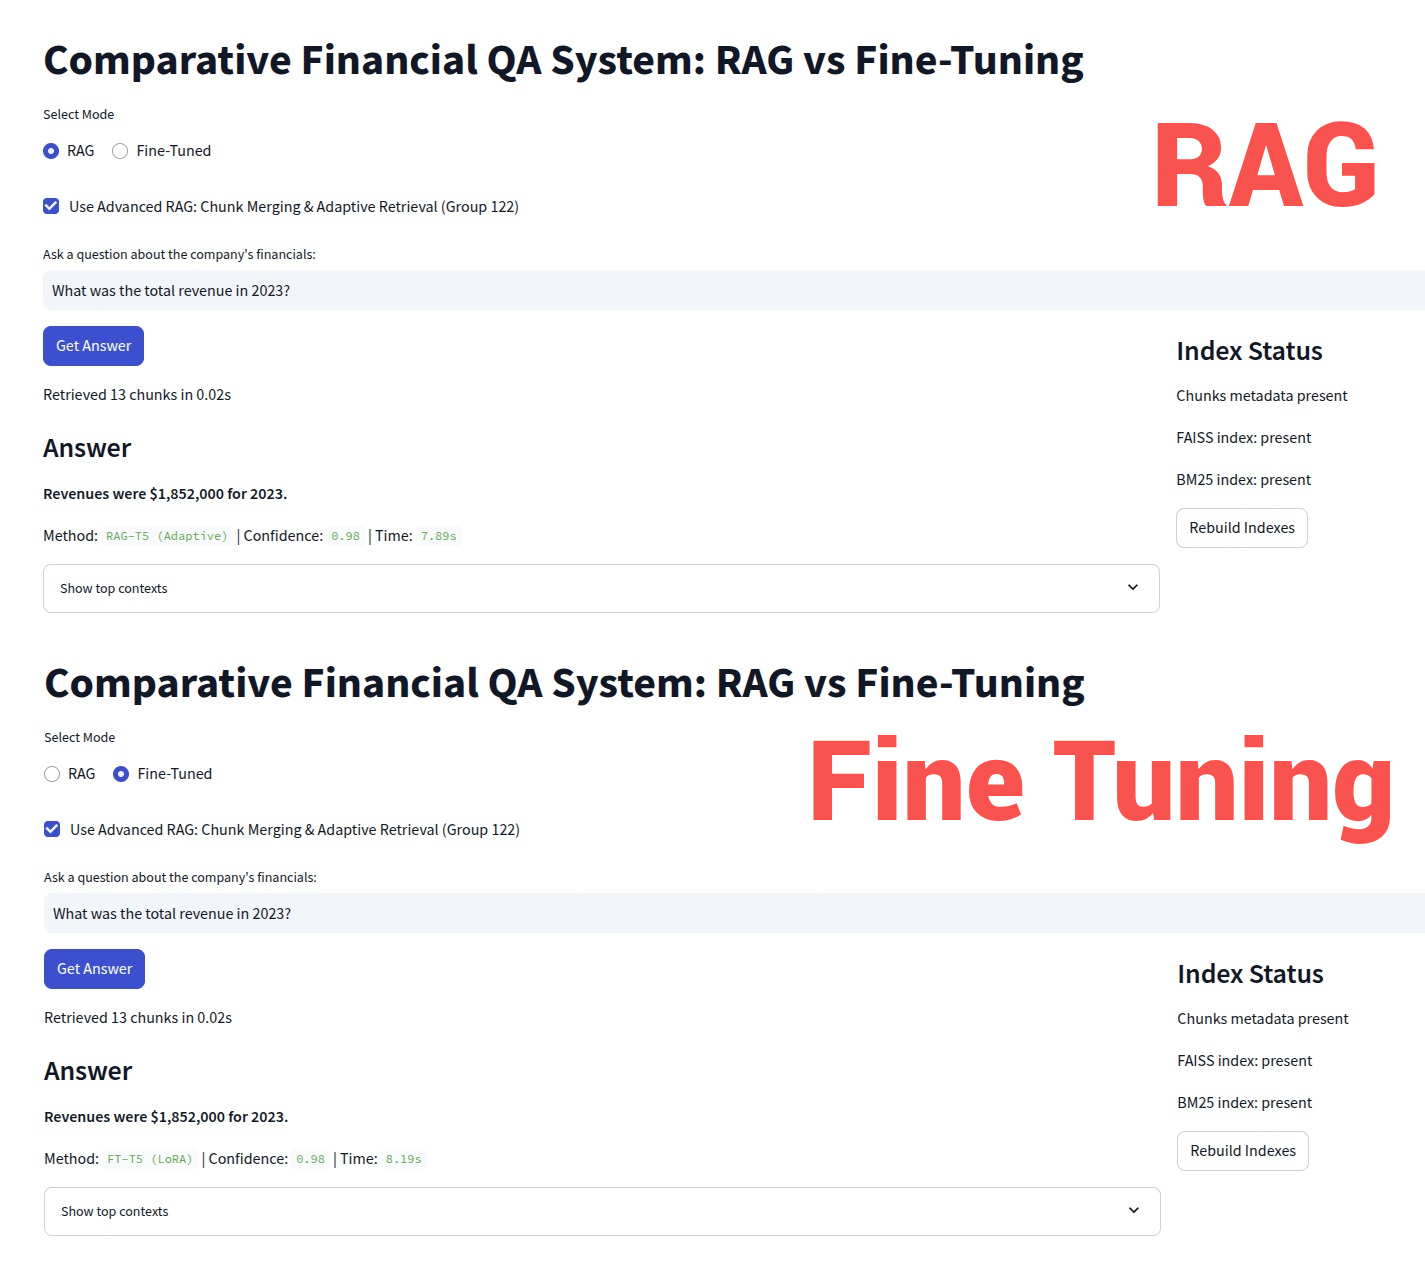 Comparative Financial QA System: RAG vs Fine-Tuning
Select Mode
RAG
RAG Fine-Tuned
Use Advanced RAG: Chunk Merging & Adaptive Retrieval (Group 122)
Ask a question about the company's financials:
What was the total revenue in 2023?
Get Answer
Index Status
Retrieved 13 chunks in 0.02s
Chunks metadata present
Answer
FAISS index: present
Revenues were $1,852,000 for 2023.
BM25 index: present
Method: RAG-T5 (Adaptive) | Confidence: 0.98 | Time: 7.89s
Rebuild Indexes
Show top contexts
Comparative Financial QA System: RAG vs Fine-Tuning
Select Mode
Fine Tuning
RAG Fine-Tuned
Use Advanced RAG: Chunk Merging & Adaptive Retrieval (Group 122)
Ask a question about the company's financials:
What was the total revenue in 2023?
Get Answer
Index Status
Retrieved 13 chunks in 0.02s
Chunks metadata present
Answer
FAISS index: present
Revenues were $1,852,000 for 2023.
BM25 index: present
Method: FT-T5 (LoRA) | Confidence: 0.98 | Time: 8.19s
Rebuild Indexes
Show top contexts